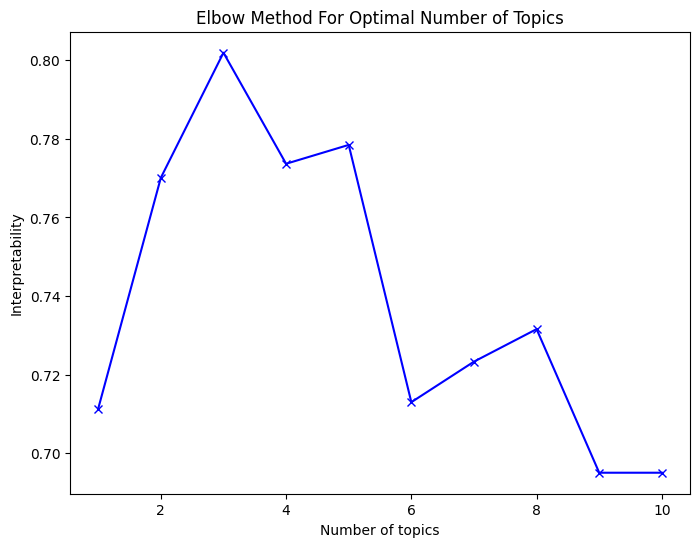 Elbow Method For Optimal Number of Topics
0.80
0.78
0.76
0.74
0.72
0.70
Interpretability
2 4 6 8 10
Number of topics